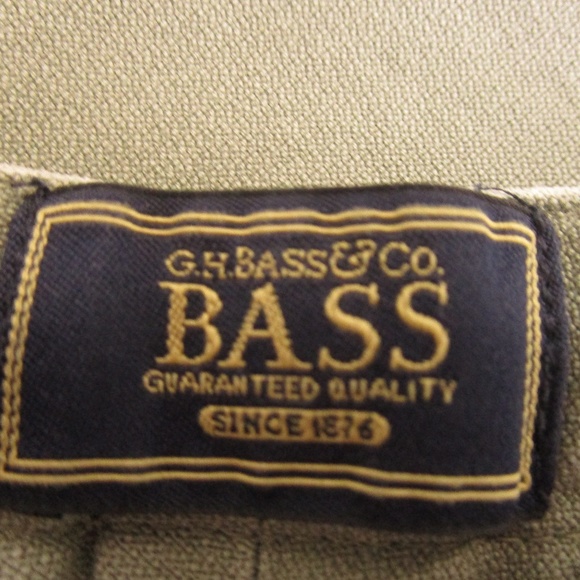 G.H.BASS&CO.
BASS
GUARANTEED QUALITY
SINCE 1876